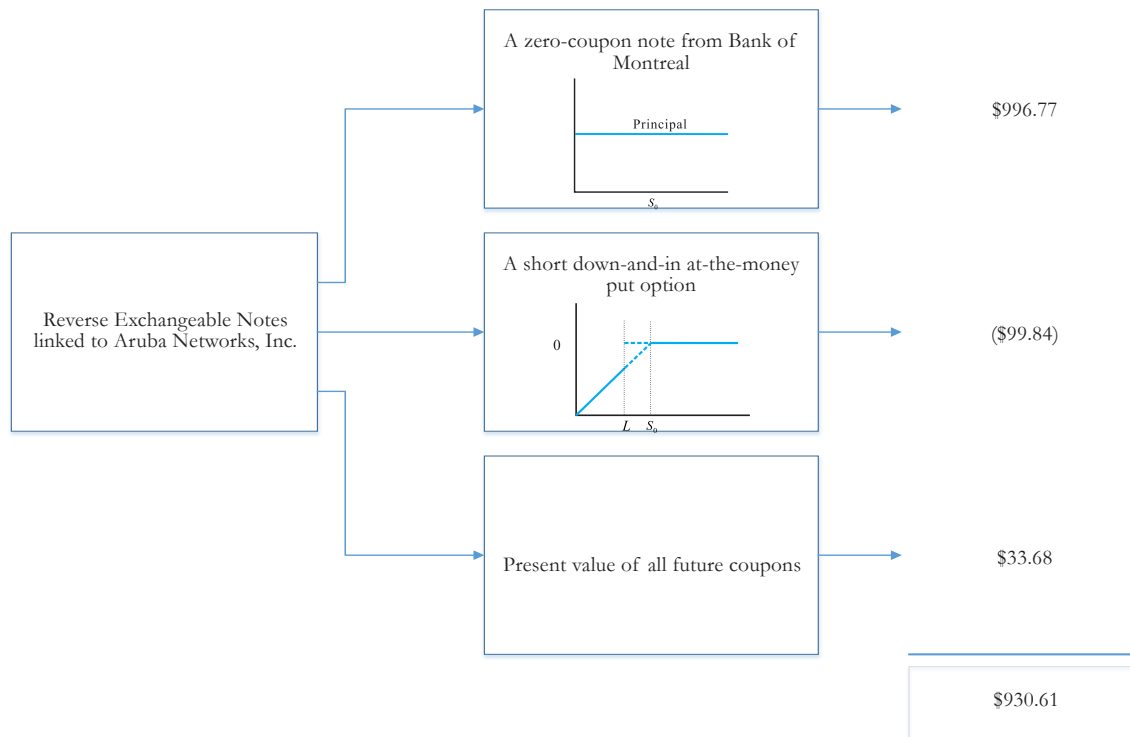 A zero-coupon note from Bank of
Montreal
Principal
S₀
$996.77
Reverse Exchangeable Notes
linked to Aruba Networks, Inc.
A short down-and-in at-the-money
put option
0
L S₀
($99.84)
Present value of all future coupons
$33.68
$930.61